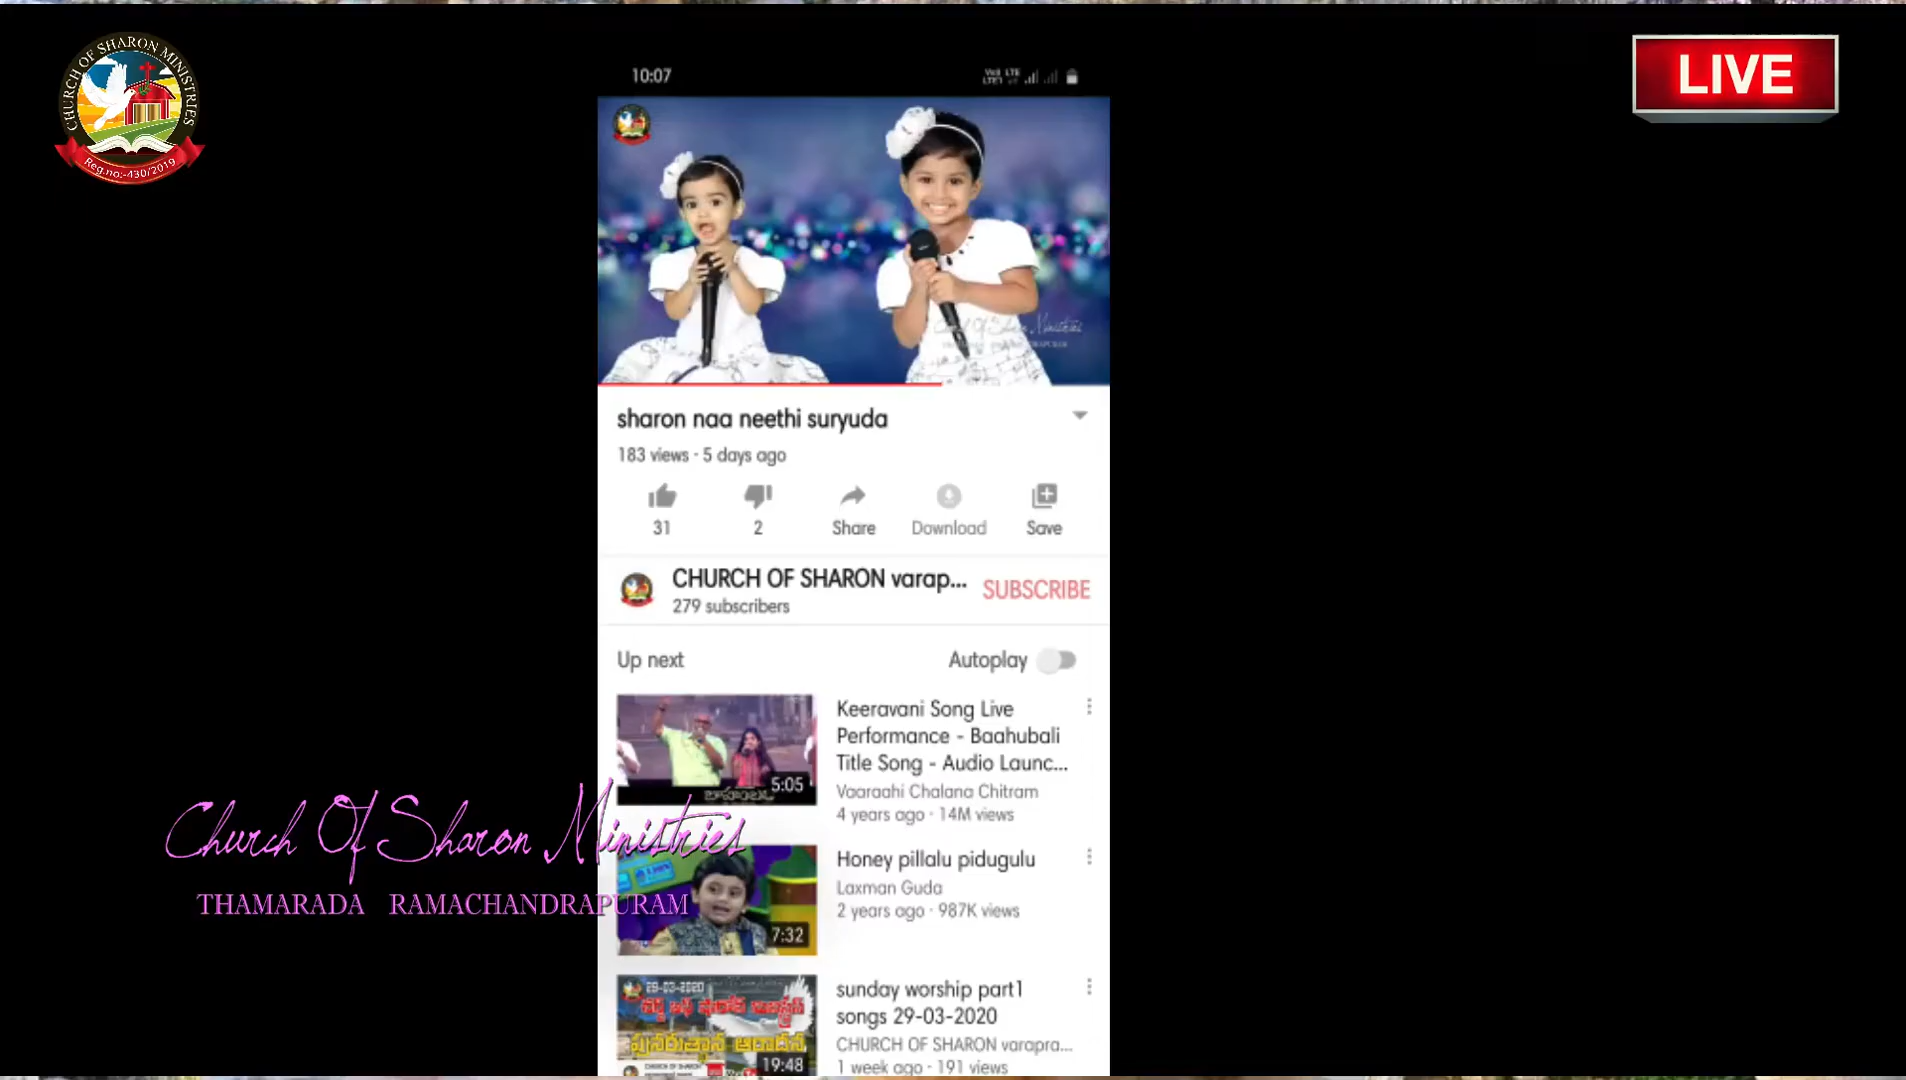 CHURCH OF SHARON MINISTRIES
Reg.no:-430/2019
LIVE
10:07
sharon naa neethi suryuda
183 views · 5 days ago
31
2
Share
Download
Save
CHURCH OF SHARON varap...
279 subscribers
SUBSCRIBE
Up next
Autoplay
5:05
Keeravani Song Live
Performance - Baahubali
Title Song - Audio Launc...
Vaaraahi Chalana Chitram
4 years ago · 14M views
Church Of Sharon Ministries
THAMARADA RAMACHANDRAPURAM
7:32
Honey pillalu pidugulu
Laxman Guda
2 years ago · 987K views
29-03-2020
పునరుత్థాన ఆరాధన
19:48
sunday worship part1
songs 29-03-2020
CHURCH OF SHARON varapra...
1 week ago · 191 views